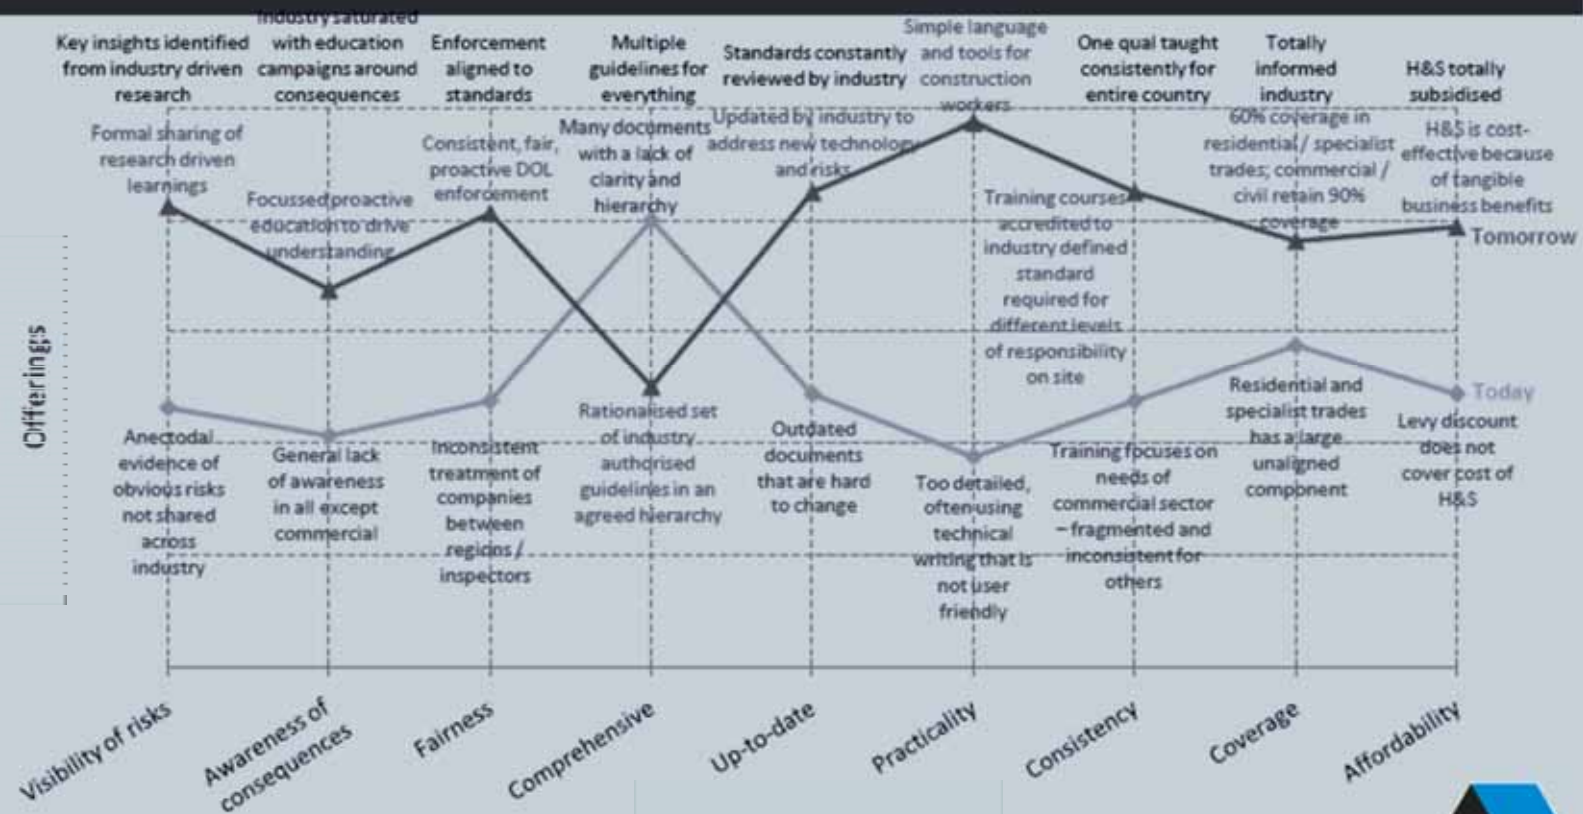 Key insights identified
from industry driven
research
Industry saturated
with education
campaigns around
consequences
Enforcement
aligned to
standards
Multiple
guidelines for
everything
Standards constantly
reviewed by industry
Simple language
and tools for
construction
workers
One qual taught
consistently for
entire country
Totally
informed
industry
H&S totally
subsidised
Formal sharing of
research driven
learnings
Focussed proactive
education to drive
understanding
Consistent, fair,
proactive DOL
enforcement
Many documents
with a lack of
clarity and
hierarchy
Updated by industry to
address new technology
and risks
Training courses
accredited to
industry defined
standard
required for
different levels
of responsibility
on site
60% coverage in
residential / specialist
trades; commercial /
civil retain 90%
coverage
H&S is cost-
effective because
of tangible
business benefits
Tomorrow
Offerings
Today
Anectodal
evidence of
obvious risks
not shared
across
industry
General lack
of awareness
in all except
commercial
Inconsistent
treatment of
companies
between
regions /
inspectors
Rationalised set
of industry
authorised
guidelines in an
agreed hierarchy
Outdated
documents
that are hard
to change
Too detailed,
often using
technical
writing that is
not user
friendly
Training focuses on
needs of
commercial sector
– fragmented and
inconsistent for
others
Residential and
specialist trades
has a large
unaligned
component
Levy discount
does not
cover cost of
H&S
Visibility of risks
Awareness of
consequences
Fairness
Comprehensive
Up-to-date
Practicality
Consistency
Coverage
Affordability